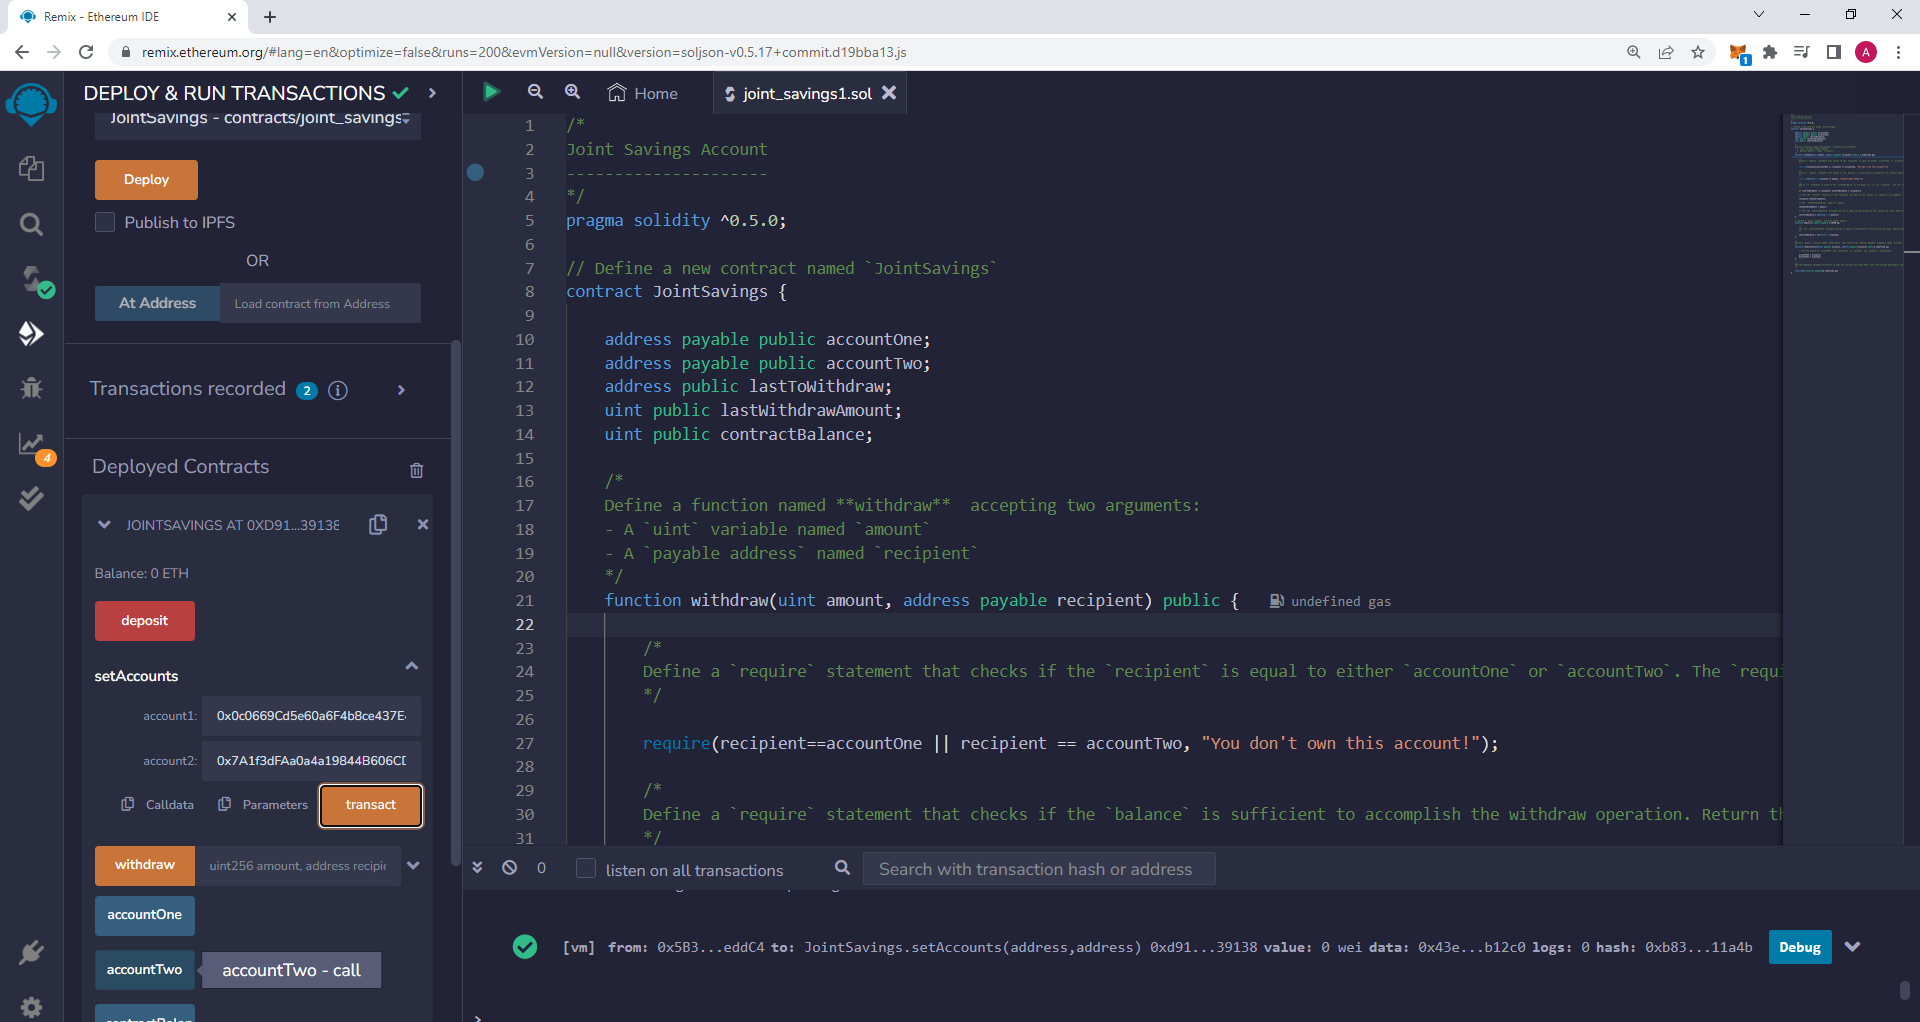 Remix - Ethereum IDE
remix.ethereum.org/#lang=en&optimize=false&runs=200&evmVersion=null&version=soljson-v0.5.17+commit.d19bba13.js
1
A
DEPLOY & RUN TRANSACTIONS
JointSavings - contracts/joint_savings
Deploy
Publish to IPFS
OR
At Address
Load contract from Address
Transactions recorded 2 i
4
Deployed Contracts
JOINTSAVINGS AT 0XD91...39138
Balance: 0 ETH
deposit
setAccounts
account1: 0x0c0669Cd5e60a6F4b8ce437E
account2: 0x7A1f3dFAa0a4a19844B606CD
Calldata Parameters transact
withdraw uint256 amount, address recipie
accountOne
accountTwo accountTwo - call
Home
joint_savings1.sol
1 /*
2 Joint Savings Account
3 ---------------------
4 */
5 pragma solidity ^0.5.0;
6
7 // Define a new contract named `JointSavings`
8 contract JointSavings {
9
10 address payable public accountOne;
11 address payable public accountTwo;
12 address public lastToWithdraw;
13 uint public lastWithdrawAmount;
14 uint public contractBalance;
15
16 /*
17 Define a function named **withdraw**  accepting two arguments:
18 - A `uint` variable named `amount`
19 - A `payable address` named `recipient`
20 */
21 function withdraw(uint amount, address payable recipient) public { undefined gas
22
23 /*
24 Define a `require` statement that checks if the `recipient` is equal to either `accountOne` or `accountTwo`. The `requi
25 */
26
27 require(recipient==accountOne || recipient == accountTwo, "You don't own this account!");
28
29 /*
30 Define a `require` statement that checks if the `balance` is sufficient to accomplish the withdraw operation. Return th
31 */
0 listen on all transactions Search with transaction hash or address
[vm] from: 0x5B3...eddC4 to: JointSavings.setAccounts(address,address) 0xd91...39138 value: 0 wei data: 0x43e...b12c0 logs: 0 hash: 0xb83...11a4b Debug
>